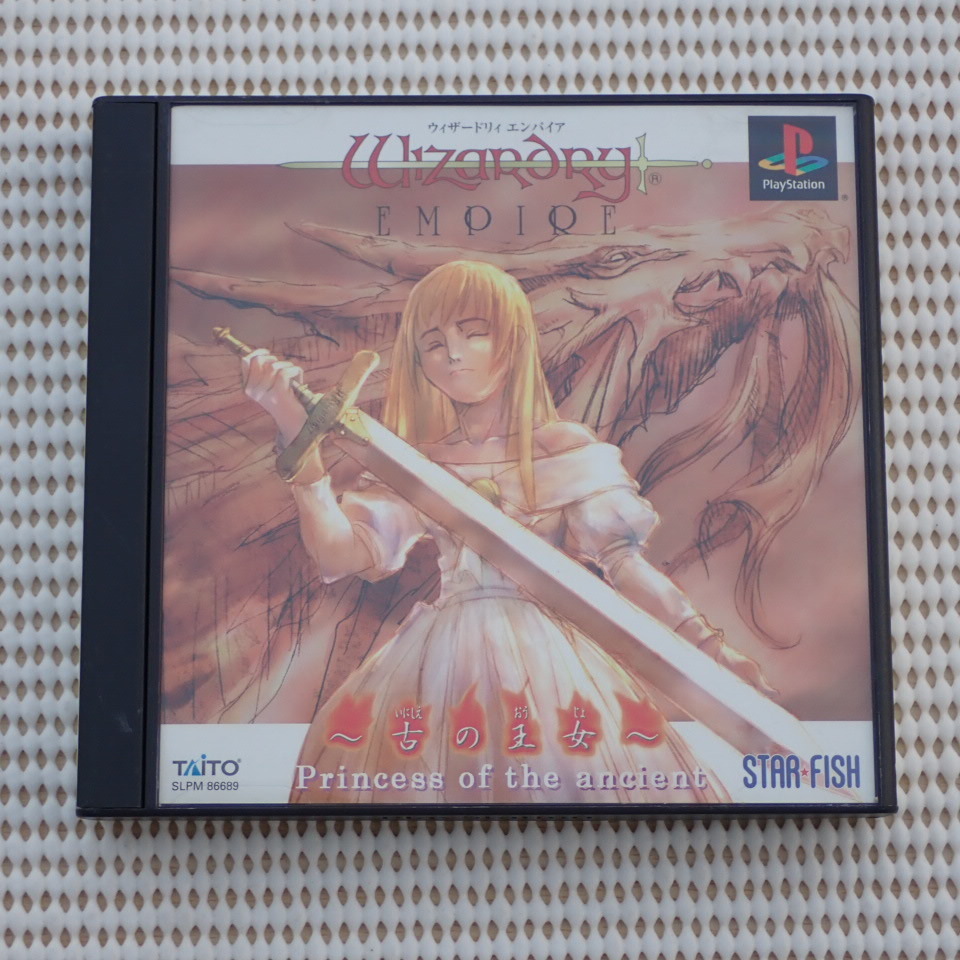 ウィザードリィ エンパイア
Wizardry®
EMPIRE
PlayStation
®
いにしえ おう じょ
～古の王女～
Princess of the ancient
TAITO®
SLPM 86689
STAR★FISH